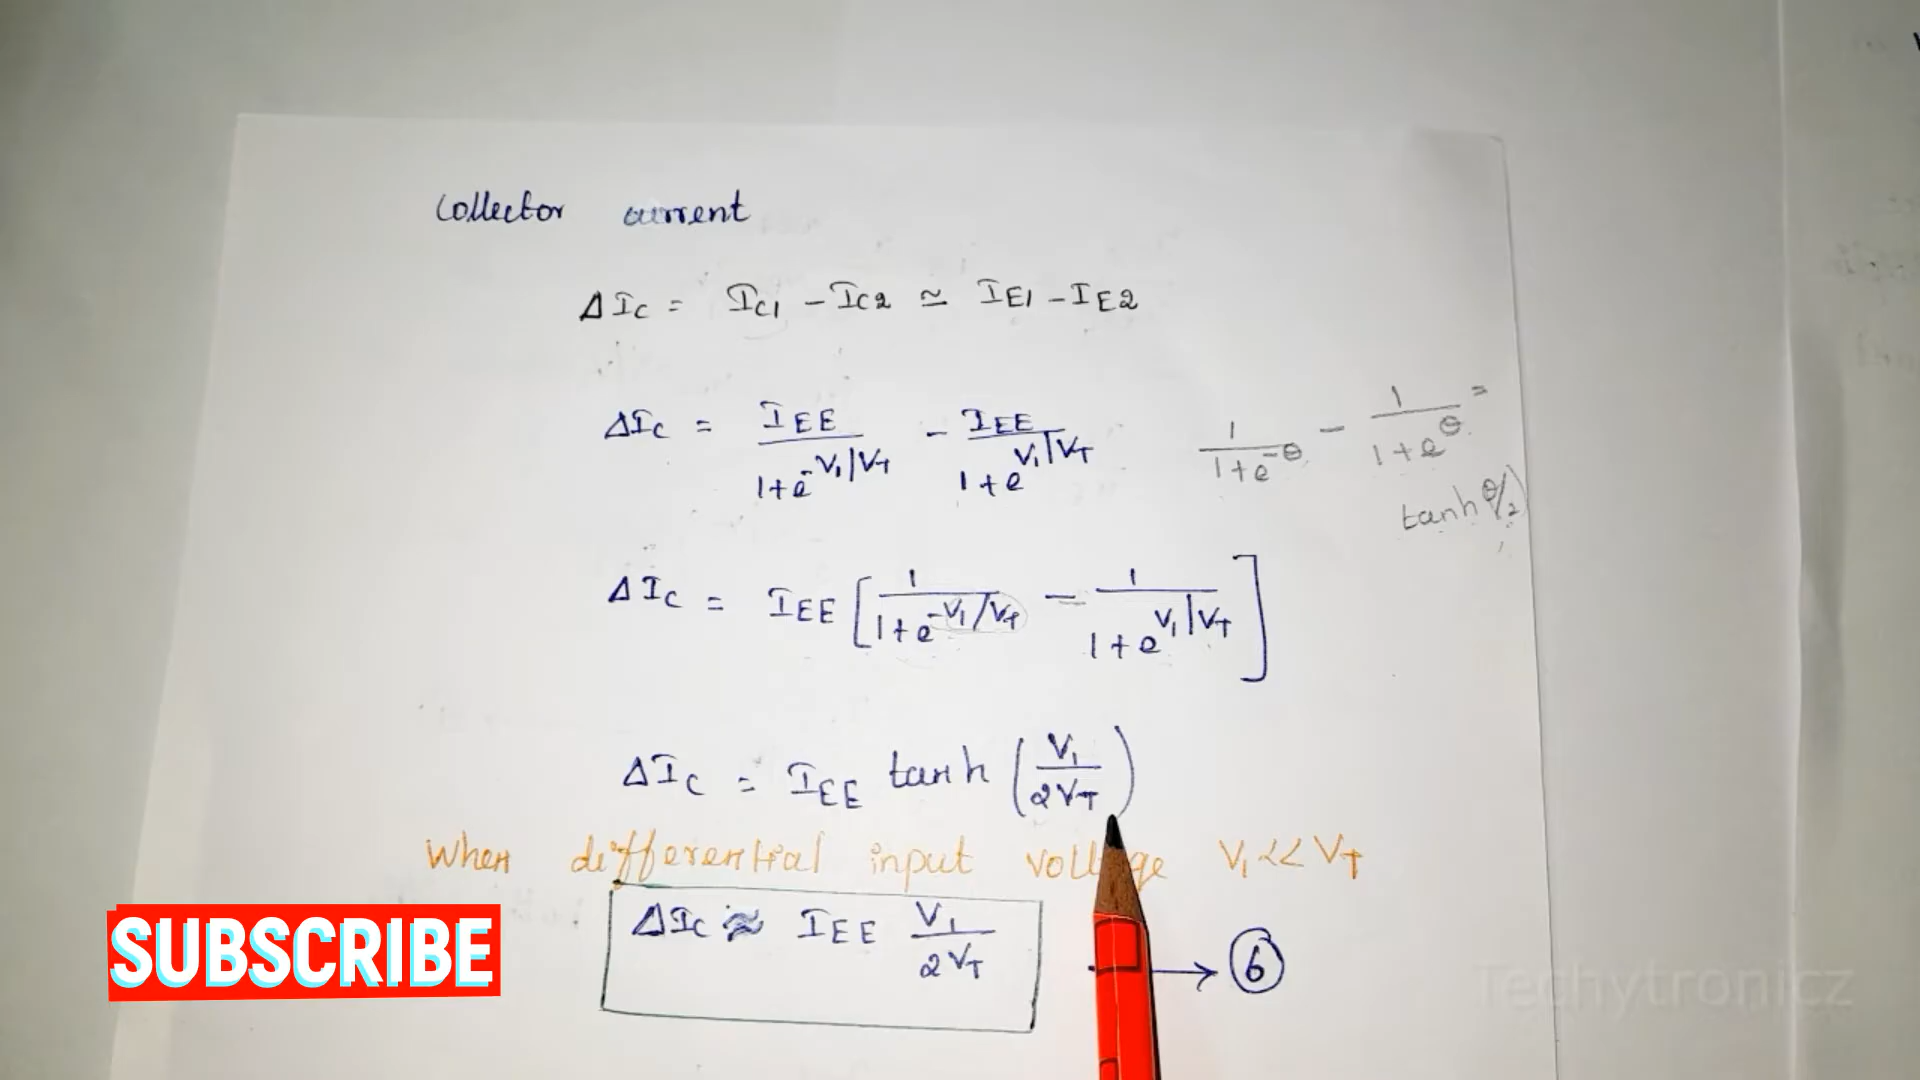 Collector current
ΔIC = IC1 - IC2 ≃ IE1 - IE2
ΔIC = IEE / (1+e^-V1/VT) - IEE / (1+e^V1/VT)
1 / (1+e^-θ) - 1 / (1+e^θ) =
tanh θ/2)
ΔIC = IEE [ 1 / (1+e^-V1/VT) - 1 / (1+e^V1/VT) ]
ΔIC = IEE tanh (V1 / 2VT)
When differential input voltage V1 << VT
ΔIC ≈ IEE V1 / 2VT → 6
SUBSCRIBE
Techytronicz